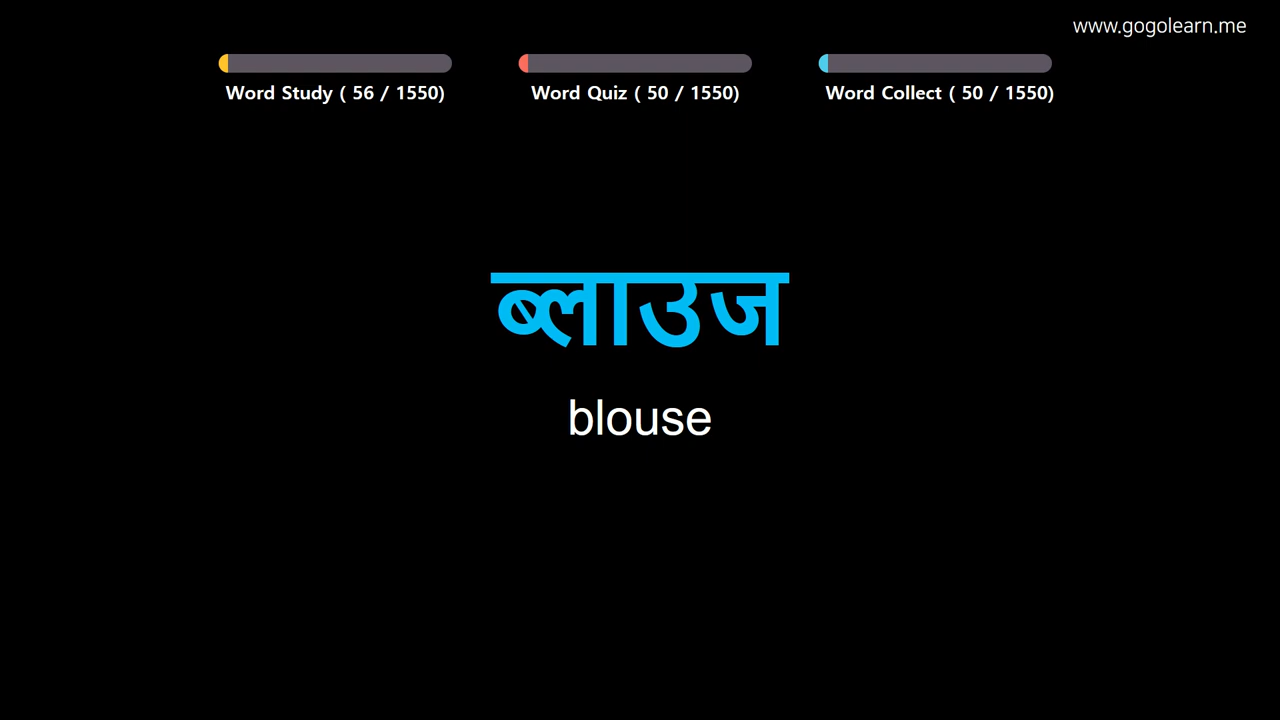 www.gogolearn.me
Word Study ( 56 / 1550)
Word Quiz ( 50 / 1550)
Word Collect ( 50 / 1550)
ब्लाउज
blouse